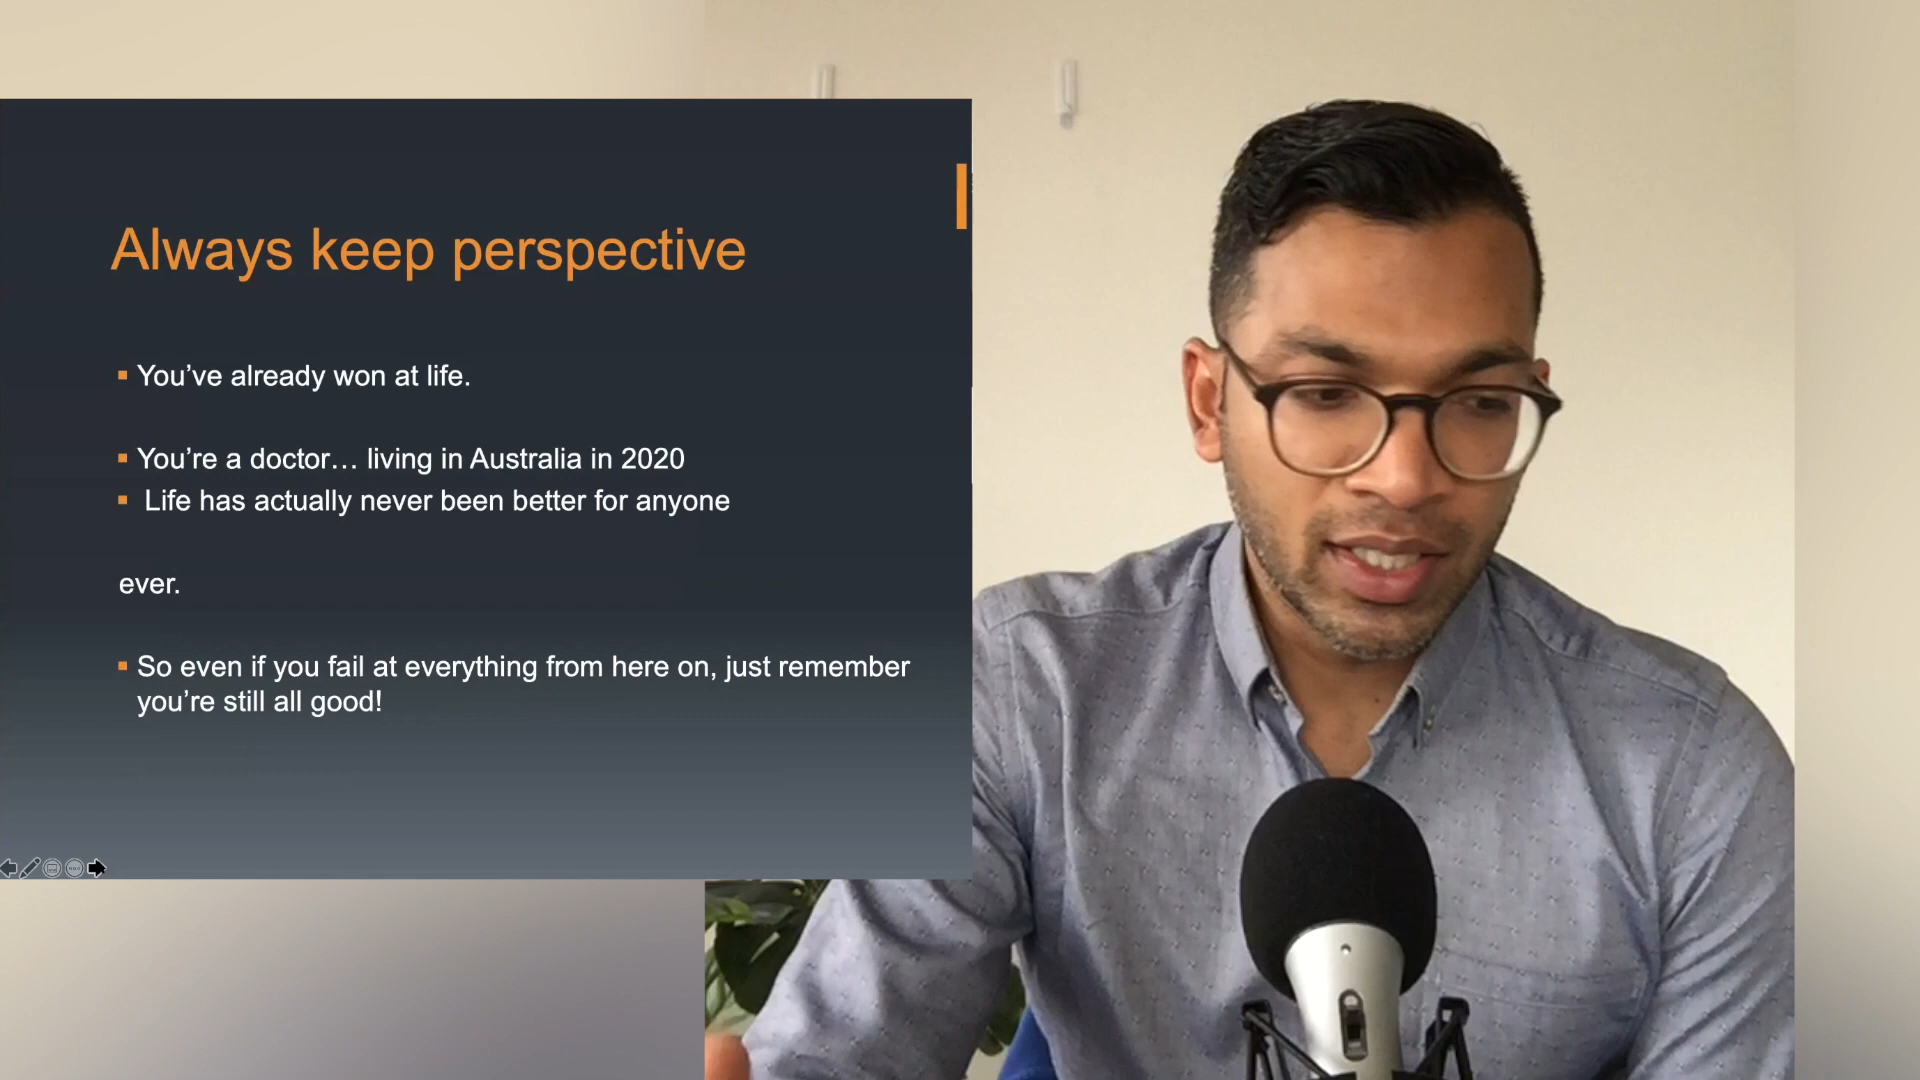 Always keep perspective
You’ve already won at life.
You’re a doctor… living in Australia in 2020
Life has actually never been better for anyone
ever.
So even if you fail at everything from here on, just remember
you’re still all good!